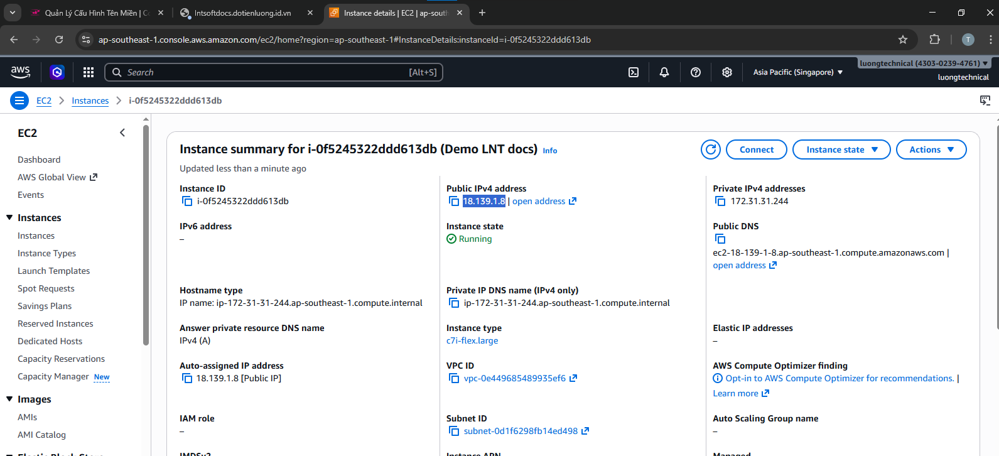 Quản Lý Cấu Hình Tên Miền | Co
lntsoftdocs.dotienluong.id.vn
Instance details | EC2 | ap-south
ap-southeast-1.console.aws.amazon.com/ec2/home?region=ap-southeast-1#InstanceDetails:instanceId=i-0f5245322ddd613db
T
aws
Search
[Alt+S]
Asia Pacific (Singapore)
luongtechnical (4303-0239-4761)
luongtechnical
EC2
Instances
i-0f5245322ddd613db
EC2
Dashboard
AWS Global View
Events
Instances
Instances
Instance Types
Launch Templates
Spot Requests
Savings Plans
Reserved Instances
Dedicated Hosts
Capacity Reservations
Capacity Manager New
Images
AMIs
AMI Catalog
Elastic Block Store
Instance summary for i-0f5245322ddd613db (Demo LNT docs) Info
Updated less than a minute ago
Connect
Instance state
Actions
Instance ID
i-0f5245322ddd613db
Public IPv4 address
18.139.1.8 | open address
Private IPv4 addresses
172.31.31.244
IPv6 address
–
Instance state
Running
Public DNS
ec2-18-139-1-8.ap-southeast-1.compute.amazonaws.com |
open address
Hostname type
IP name: ip-172-31-31-244.ap-southeast-1.compute.internal
Private IP DNS name (IPv4 only)
ip-172-31-31-244.ap-southeast-1.compute.internal
Answer private resource DNS name
IPv4 (A)
Instance type
c7i-flex.large
Elastic IP addresses
–
Auto-assigned IP address
18.139.1.8 [Public IP]
VPC ID
vpc-0e449685489935ef6
AWS Compute Optimizer finding
Opt-in to AWS Compute Optimizer for recommendations. |
Learn more
IAM role
–
Subnet ID
subnet-0d1f6298fb14ed498
Auto Scaling Group name
–
IMDSv2
Instance ARN
Managed